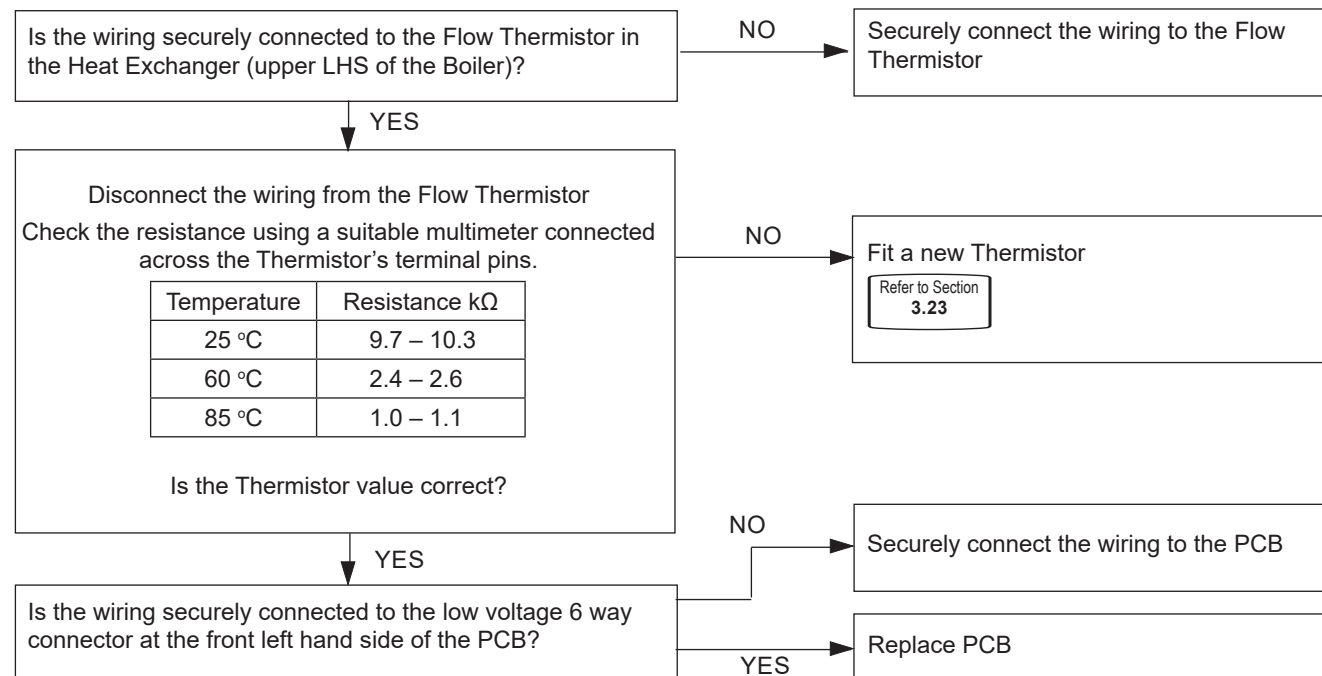 Is the wiring securely connected to the Flow Thermistor in
the Heat Exchanger (upper LHS of the Boiler)?
NO
Securely connect the wiring to the Flow
Thermistor
YES
Disconnect the wiring from the Flow Thermistor
Check the resistance using a suitable multimeter connected
across the Thermistor’s terminal pins.
Temperature Resistance kΩ
25 ºC 9.7 – 10.3
60 ºC 2.4 – 2.6
85 ºC 1.0 – 1.1
Is the Thermistor value correct?
NO
Fit a new Thermistor
Refer to Section
3.23
YES
Is the wiring securely connected to the low voltage 6 way
connector at the front left hand side of the PCB?
NO
Securely connect the wiring to the PCB
YES
Replace PCB